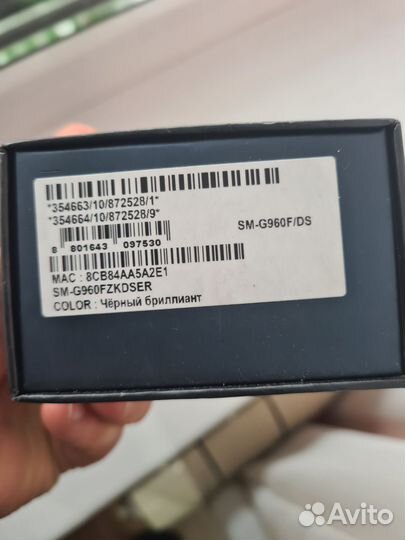 *354663/10/872528/1*
*354664/10/872528/9*
SM-G960F/DS
8 801643 097530
MAC : 8CB84AA5A2E1
SM-G960FZKDSER
COLOR : Чёрный бриллиант
Avito